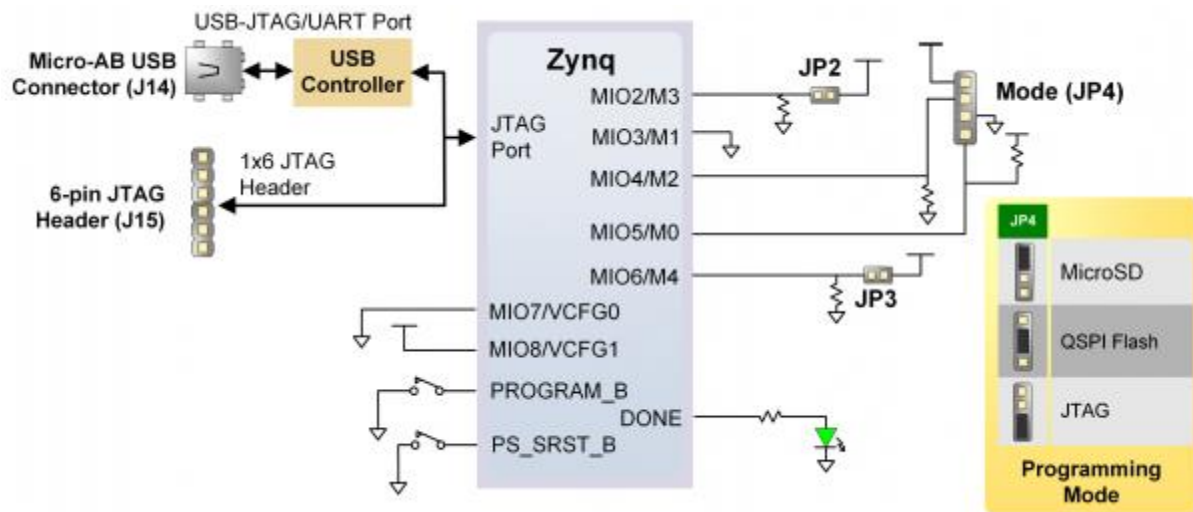 USB-JTAG/UART Port
Micro-AB USB
Connector (J14)
USB
Controller
1x6 JTAG
Header
6-pin JTAG
Header (J15)
Zynq
JTAG
Port
MIO2/M3
MIO3/M1
MIO4/M2
MIO5/M0
MIO6/M4
MIO7/VCFG0
MIO8/VCFG1
PROGRAM_B
DONE
PS_SRST_B
JP2
Mode (JP4)
JP3
JP4
MicroSD
QSPI Flash
JTAG
Programming
Mode